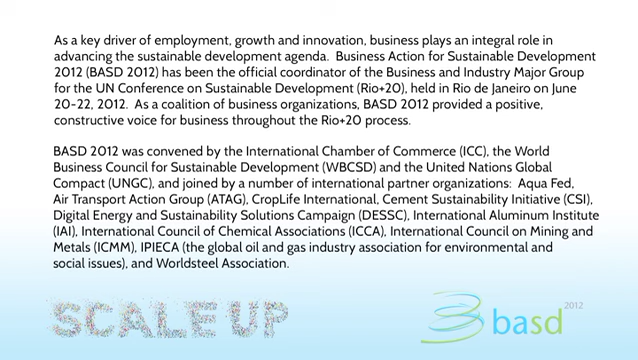 As a key driver of employment, growth and innovation, business plays an integral role in
advancing the sustainable development agenda. Business Action for Sustainable Development
2012 (BASD 2012) has been the official coordinator of the Business and Industry Major Group
for the UN Conference on Sustainable Development (Rio+20), held in Rio de Janeiro on June
20-22, 2012. As a coalition of business organizations, BASD 2012 provided a positive,
constructive voice for business throughout the Rio+20 process.
BASD 2012 was convened by the International Chamber of Commerce (ICC), the World
Business Council for Sustainable Development (WBCSD) and the United Nations Global
Compact (UNGC), and joined by a number of international partner organizations: Aqua Fed,
Air Transport Action Group (ATAG), CropLife International, Cement Sustainability Initiative (CSI),
Digital Energy and Sustainability Solutions Campaign (DESSC), International Aluminum Institute
(IAI), International Council of Chemical Associations (ICCA), International Council on Mining and
Metals (ICMM), IPIECA (the global oil and gas industry association for environmental and
social issues), and Worldsteel Association.
SCALE UP
basd 2012